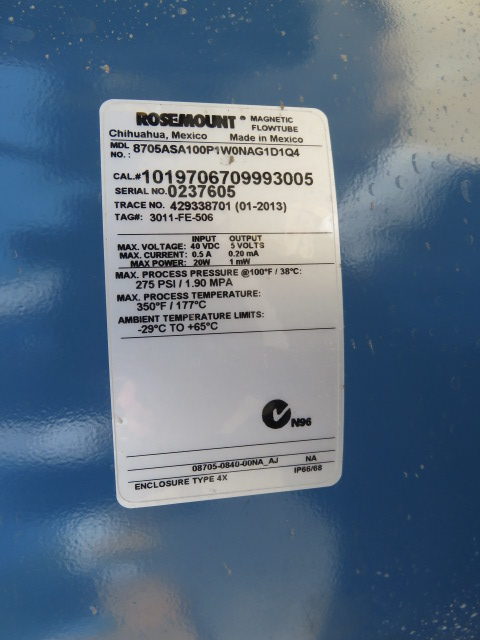 ROSEMOUNT® MAGNETIC FLOWTUBE
Chihuahua, Mexico Made in Mexico
MDL NO.: 8705ASA100P1W0NAG1D1Q4
CAL.# 1019706709993005
SERIAL NO. 0237605
TRACE NO. 429338701 (01-2013)
TAG#: 3011-FE-506
INPUT OUTPUT
MAX. VOLTAGE: 40 VDC 5 VOLTS
MAX. CURRENT: 0.5 A 0.20 mA
MAX POWER: 20W 1 mW
MAX. PROCESS PRESSURE @100°F / 38°C:
275 PSI / 1.90 MPA
MAX. PROCESS TEMPERATURE:
350°F / 177°C
AMBIENT TEMPERATURE LIMITS:
-29°C TO +65°C
N96
08705-0840-00NA_AJ NA
ENCLOSURE TYPE 4X IP66/68